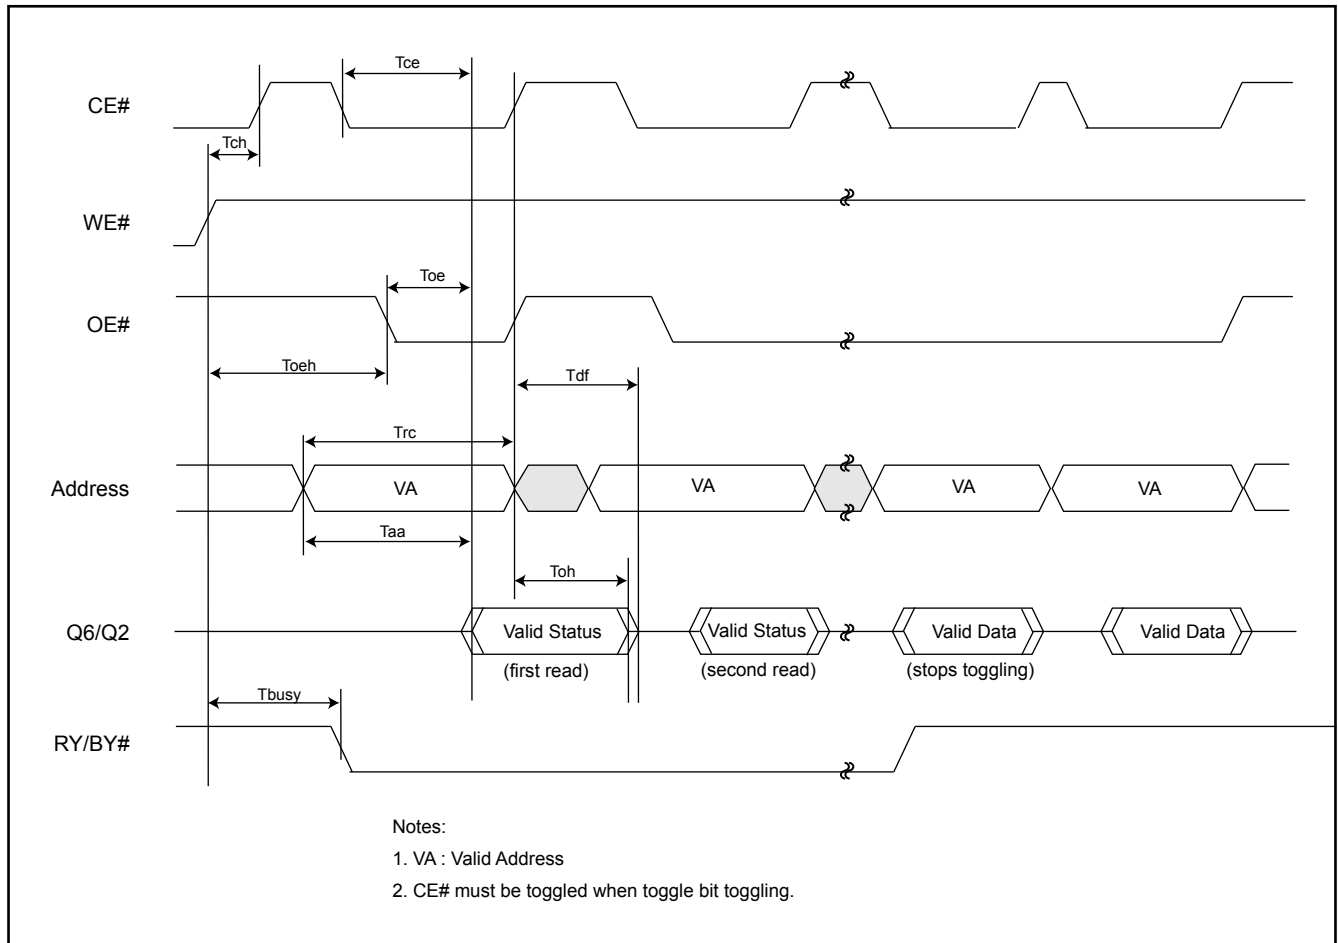 Tce
CE#
Tch
WE#
Toe
OE#
Toeh
Tdf
Trc
Address
VA
VA
VA
VA
Taa
Toh
Q6/Q2
Valid Status
Valid Status
Valid Data
Valid Data
(first read)
(second read)
(stops toggling)
Tbusy
RY/BY#
Notes:
1. VA : Valid Address
2. CE# must be toggled when toggle bit toggling.